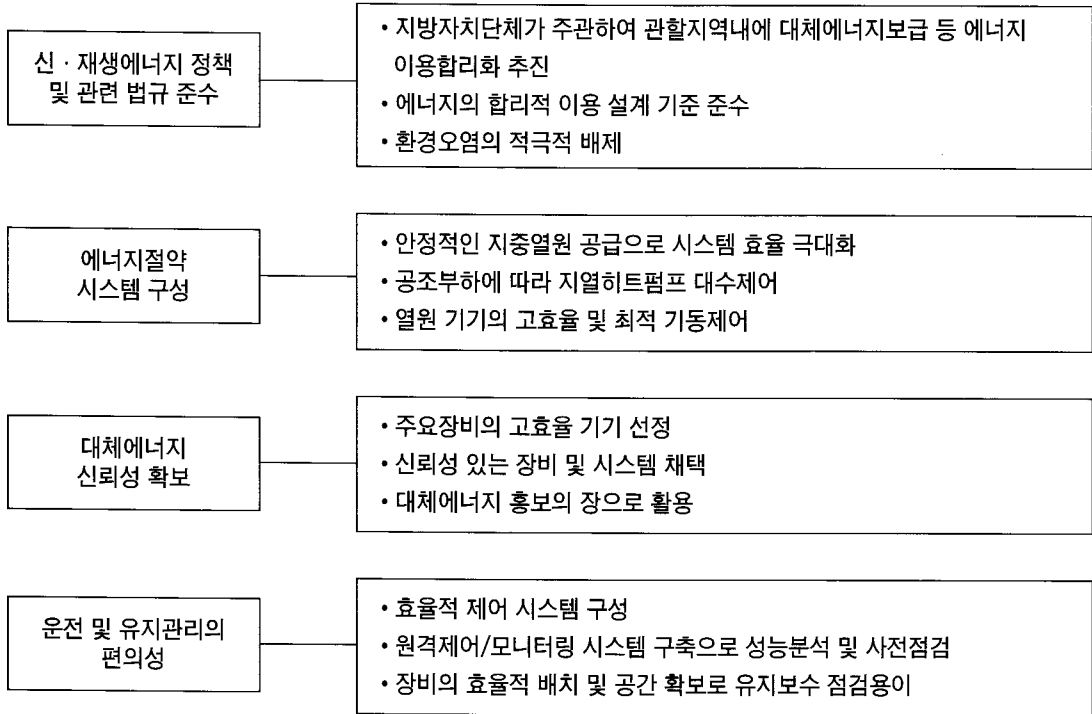 신 · 재생에너지 정책
및 관련 법규 준수
• 지방자치단체가 주관하여 관할지역내에 대체에너지보급 등 에너지
이용합리화 추진
• 에너지의 합리적 이용 설계 기준 준수
• 환경오염의 적극적 배제
에너지절약
시스템 구성
• 안정적인 지중열원 공급으로 시스템 효율 극대화
• 공조부하에 따라 지열히트펌프 대수제어
• 열원 기기의 고효율 및 최적 기동제어
대체에너지
신뢰성 확보
• 주요장비의 고효율 기기 선정
• 신뢰성 있는 장비 및 시스템 채택
• 대체에너지 홍보의 장으로 활용
운전 및 유지관리의
편의성
• 효율적 제어 시스템 구성
• 원격제어/모니터링 시스템 구축으로 성능분석 및 사전점검
• 장비의 효율적 배치 및 공간 확보로 유지보수 점검용이